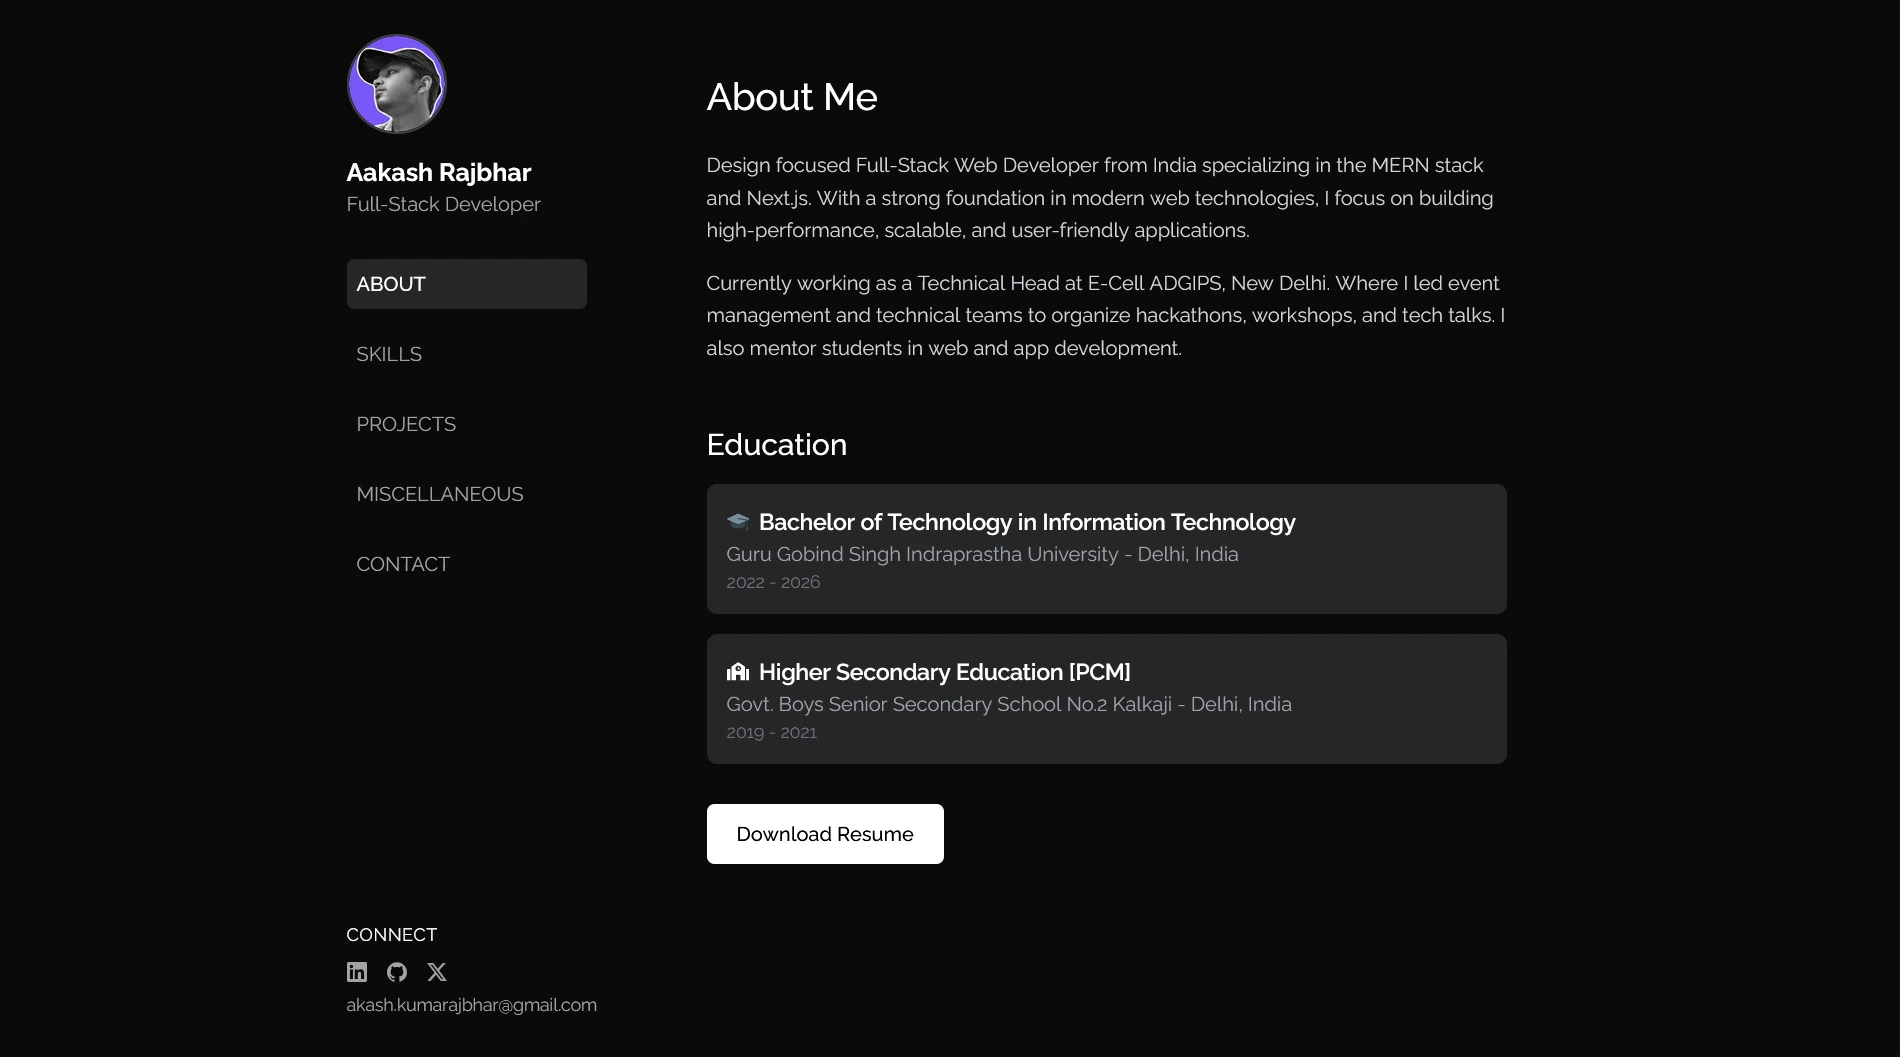 Aakash Rajbhar
Full-Stack Developer
ABOUT
SKILLS
PROJECTS
MISCELLANEOUS
CONTACT
CONNECT
akash.kumarajbhar@gmail.com
About Me
Design focused Full-Stack Web Developer from India specializing in the MERN stack
and Next.js. With a strong foundation in modern web technologies, I focus on building
high-performance, scalable, and user-friendly applications.
Currently working as a Technical Head at E-Cell ADGIPS, New Delhi. Where I led event
management and technical teams to organize hackathons, workshops, and tech talks. I
also mentor students in web and app development.
Education
Bachelor of Technology in Information Technology
Guru Gobind Singh Indraprastha University - Delhi, India
2022 - 2026
Higher Secondary Education [PCM]
Govt. Boys Senior Secondary School No.2 Kalkaji - Delhi, India
2019 - 2021
Download Resume